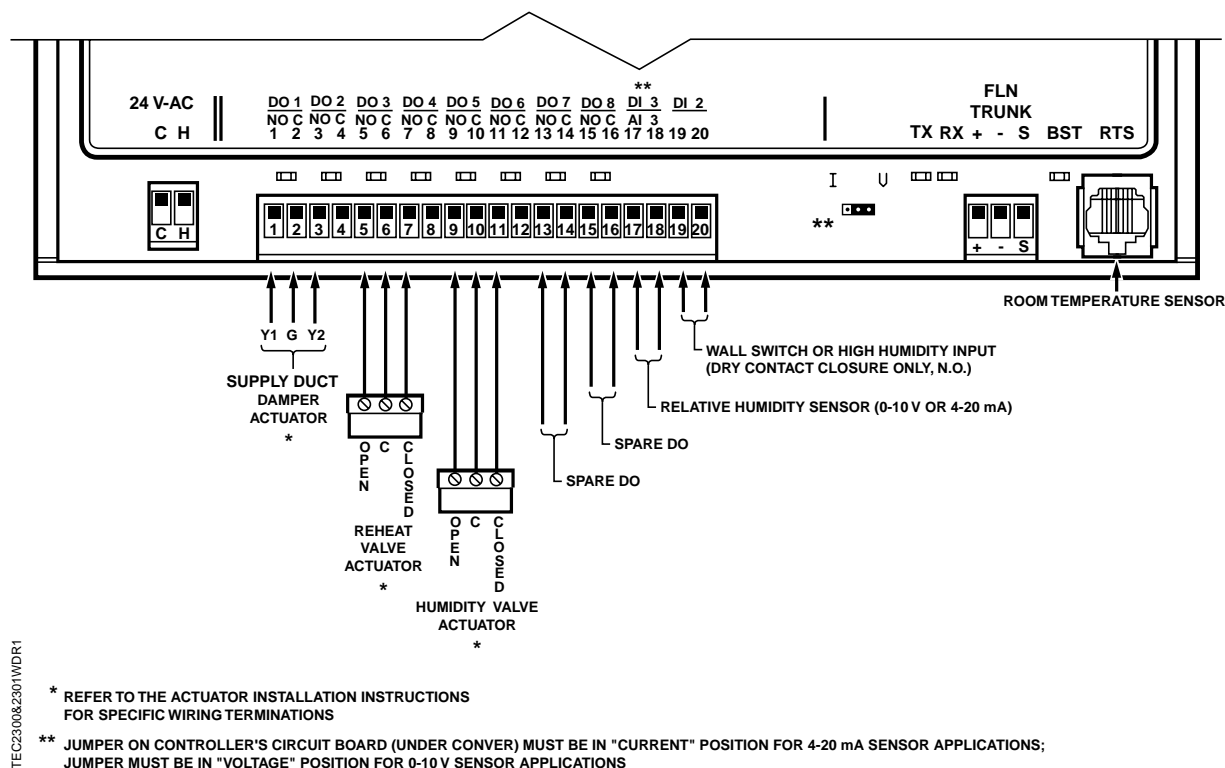 FLN
TRUNK
24 V-AC
C H
DO 1 DO 2 DO 3 DO 4 DO 5 DO 6 DO 7 DO 8 ** DI 3 DI 2
NO C NO C NO C NO C NO C NO C NO C NO C AI 3
1 2 3 4 5 6 7 8 9 10 11 12 13 14 15 16 17 18 19 20
TX RX + - S BST RTS
I U
**
C H
1 2 3 4 5 6 7 8 9 10 11 12 13 14 15 16 17 18 19 20
+ - S
ROOM TEMPERATURE SENSOR
Y1 G Y2
SUPPLY DUCT
DAMPER
ACTUATOR
*
WALL SWITCH OR HIGH HUMIDITY INPUT
(DRY CONTACT CLOSURE ONLY, N.O.)
RELATIVE HUMIDITY SENSOR (0-10 V OR 4-20 mA)
SPARE DO
SPARE DO
OPEN C CLOSED
REHEAT
VALVE
ACTUATOR
*
OPEN C CLOSED
HUMIDITY VALVE
ACTUATOR
*
TEC2300&2301WDR1
* REFER TO THE ACTUATOR INSTALLATION INSTRUCTIONS
FOR SPECIFIC WIRING TERMINATIONS
** JUMPER ON CONTROLLER'S CIRCUIT BOARD (UNDER CONVER) MUST BE IN "CURRENT" POSITION FOR 4-20 mA SENSOR APPLICATIONS;
JUMPER MUST BE IN "VOLTAGE" POSITION FOR 0-10 V SENSOR APPLICATIONS